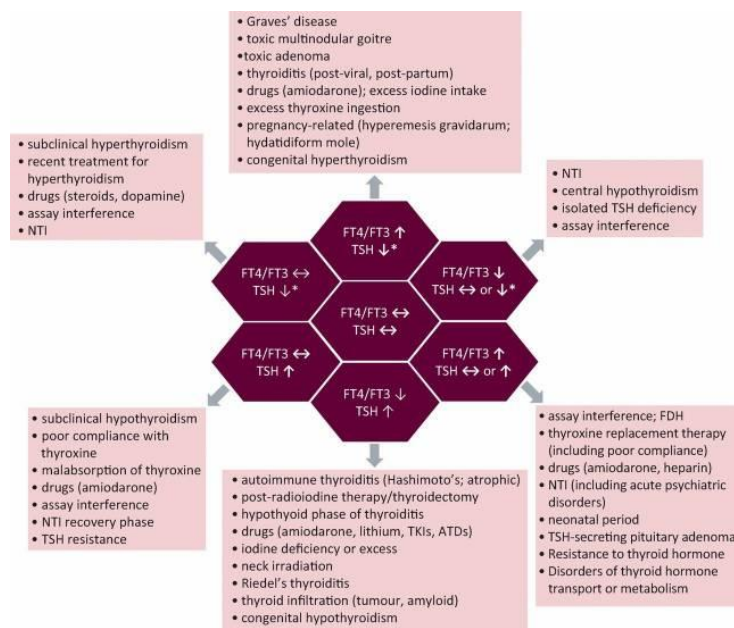 • Graves’ disease
• toxic multinodular goitre
•toxic adenoma
• thyroiditis (post-viral, post-partum)
• drugs (amiodarone); excess iodine intake
• excess thyroxine ingestion
• pregnancy-related (hyperemesis gravidarum;
hydatidiform mole)
• congenital hyperthyroidism
• subclinical hyperthyroidism
• recent treatment for
hyperthyroidism
• drugs (steroids, dopamine)
• assay interference
• NTI
• NTI
• central hypothyroidism
• isolated TSH deficiency
• assay interference
FT4/FT3 ↑
TSH ↓*
FT4/FT3 ↔
TSH ↓*
FT4/FT3 ↓
TSH ↔ or ↓*
FT4/FT3 ↔
TSH ↔
FT4/FT3 ↔
TSH ↑
FT4/FT3 ↑
TSH ↔ or ↑
FT4/FT3 ↓
TSH ↑
• subclinical hypothyroidism
• poor compliance with
thyroxine
• malabsorption of thyroxine
• drugs (amiodarone)
• assay interference
• NTI recovery phase
• TSH resistance
• autoimmune thyroiditis (Hashimoto’s; atrophic)
• post-radioiodine therapy/thyroidectomy
• hypothyoid phase of thyroiditis
• drugs (amiodarone, lithium, TKIs, ATDs)
• iodine deficiency or excess
• neck irradiation
• Riedel’s thyroiditis
• thyroid infiltration (tumour, amyloid)
• congenital hypothyroidism
• assay interference; FDH
• thyroxine replacement therapy
(including poor compliance)
• drugs (amiodarone, heparin)
• NTI (including acute psychiatric
disorders)
• neonatal period
• TSH-secreting pituitary adenoma
• Resistance to thyroid hormone
• Disorders of thyroid hormone
transport or metabolism